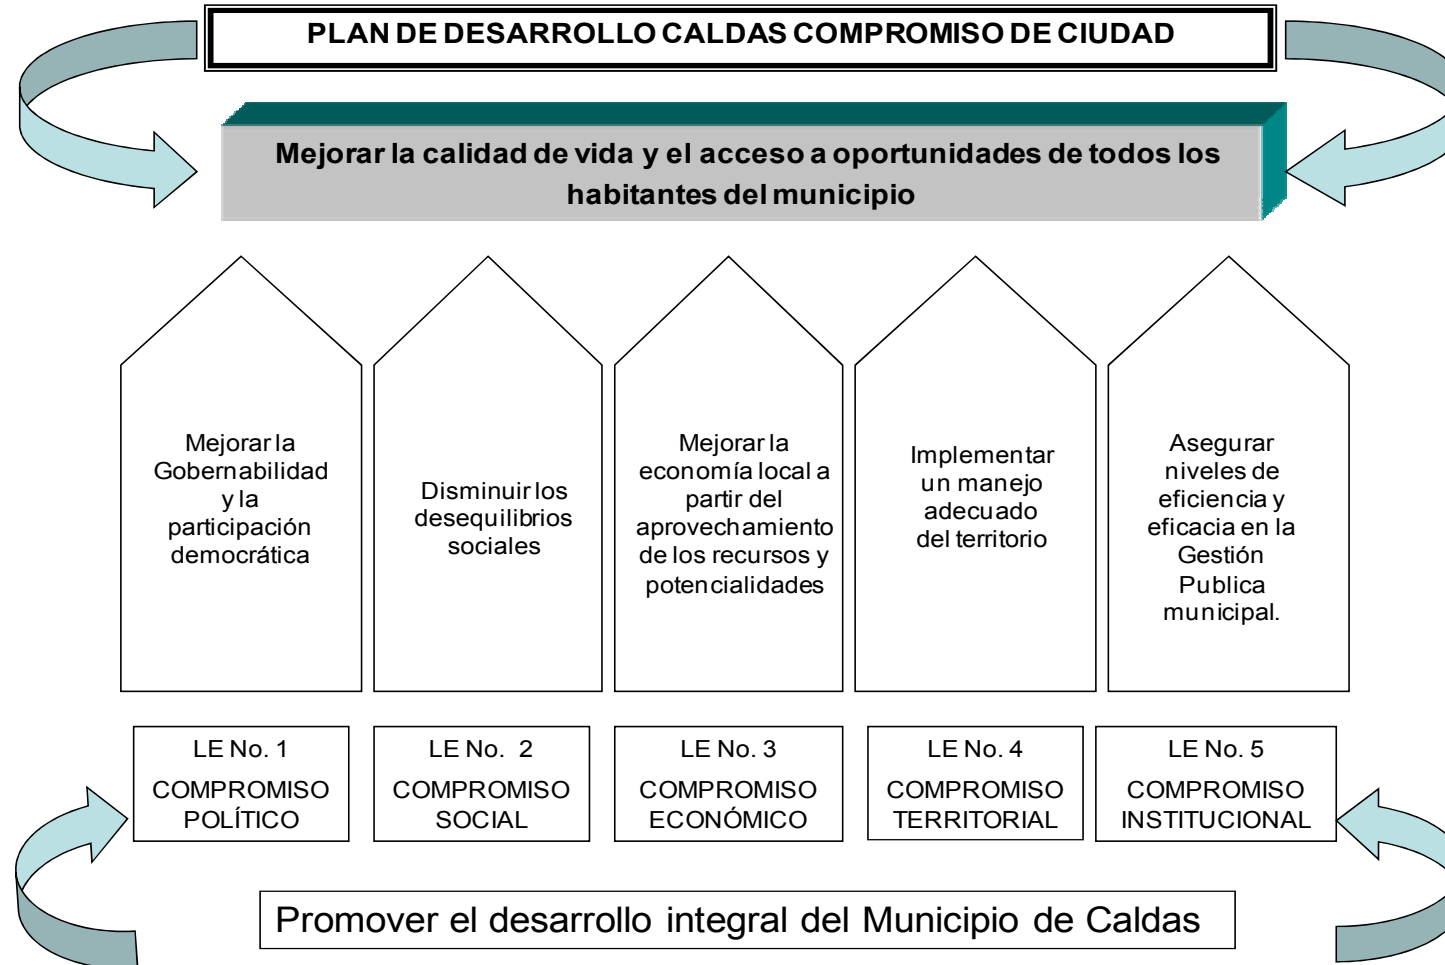 PLAN DE DESARROLLO CALDAS COMPROMISO DE CIUDAD
Mejorar la calidad de vida y el acceso a oportunidades de todos los
habitantes del municipio
Mejorar la
Gobernabilidad
y la
participación
democrática
Disminuir los
desequilibrios
sociales
Mejorar la
economía local a
partir del
aprovechamiento
de los recursos y
potencialidades
Implementar
un manejo
adecuado
del territorio
Asegurar
niveles de
eficiencia y
eficacia en la
Gestión
Publica
municipal.
LE No. 1
COMPROMISO
POLÍTICO
LE No. 2
COMPROMISO
SOCIAL
LE No. 3
COMPROMISO
ECONÓMICO
LE No. 4
COMPROMISO
TERRITORIAL
LE No. 5
COMPROMISO
INSTITUCIONAL
Promover el desarrollo integral del Municipio de Caldas